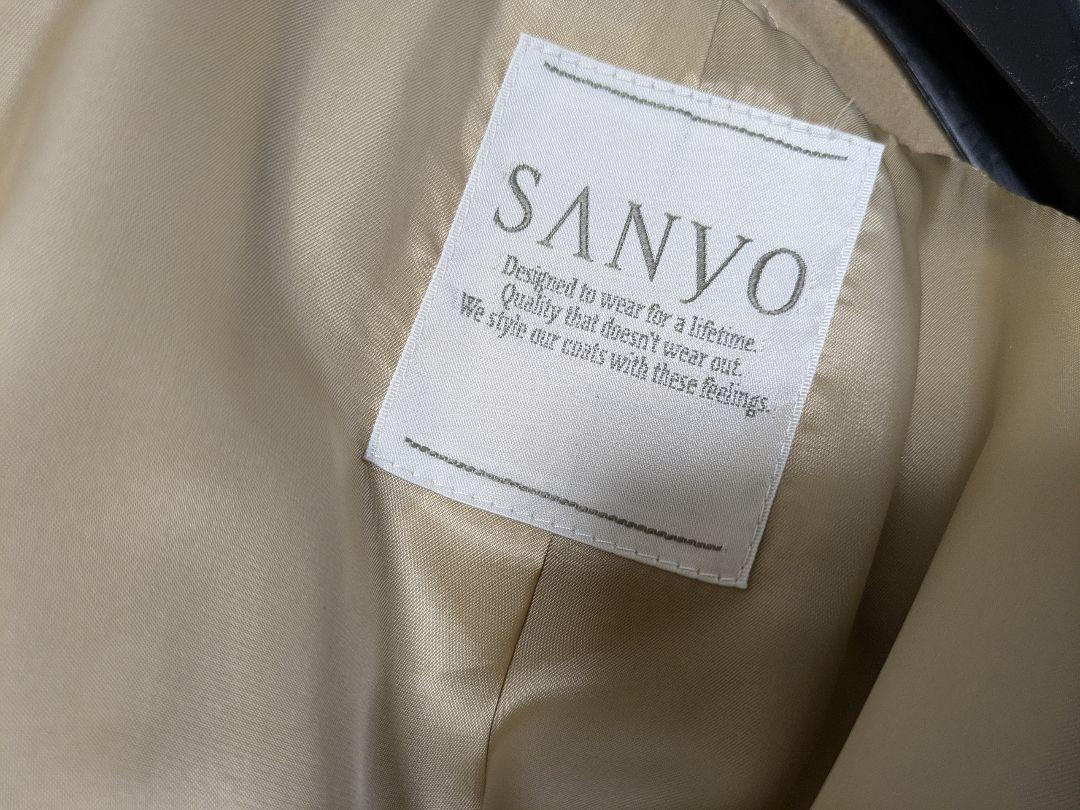 SANYO
Designed to wear for a lifetime.
Quality that doesn't wear out.
We style our coats with these feelings.